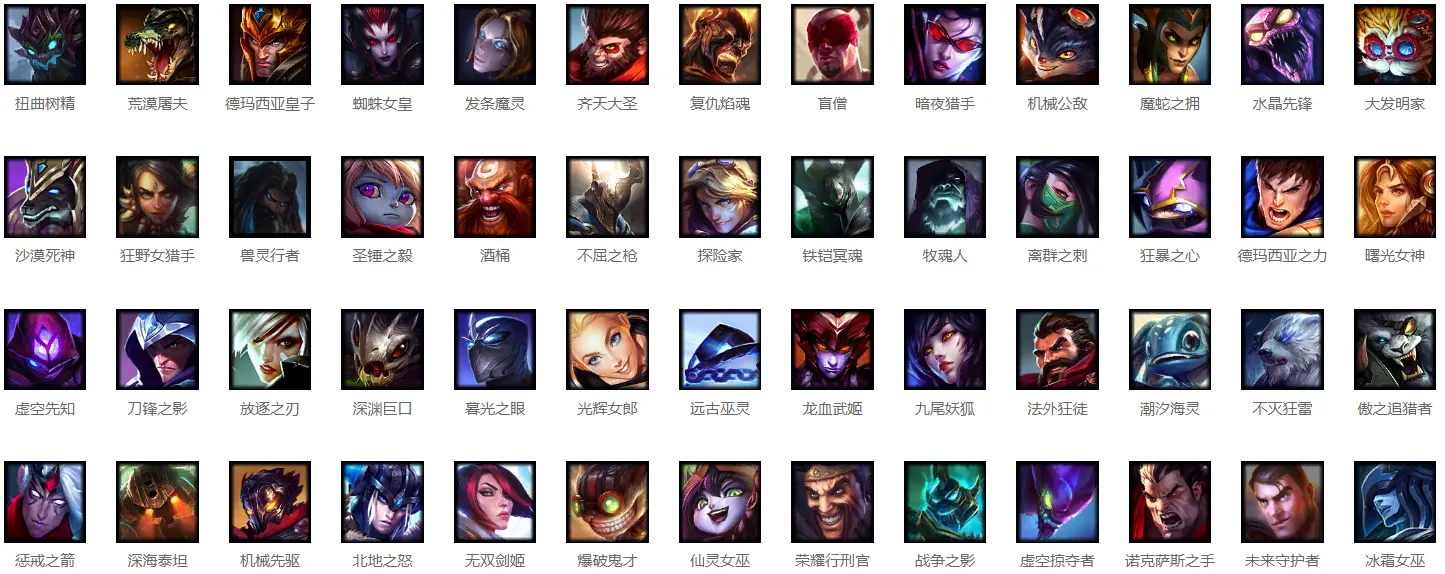 扭曲树精 荒漠屠夫 德玛西亚皇子 蜘蛛女皇 发条魔灵 齐天大圣 复仇焰魂 盲僧 暗夜猎手 机械公敌 魔蛇之拥 水晶先锋 大发明家
沙漠死神 狂野女猎手 兽灵行者 圣锤之毅 酒桶 不屈之枪 探险家 铁铠冥魂 牧魂人 离群之刺 狂暴之心 德玛西亚之力 曙光女神
虚空先知 刀锋之影 放逐之刃 深渊巨口 暮光之眼 光辉女郎 远古巫灵 龙血武姬 九尾妖狐 法外狂徒 潮汐海灵 不灭狂雷 傲之追猎者
惩戒之箭 深海泰坦 机械先驱 北地之怒 无双剑姬 爆破鬼才 仙灵女巫 荣耀行刑官 战争之影 虚空掠夺者 诺克萨斯之手 未来守护者 冰霜女巫